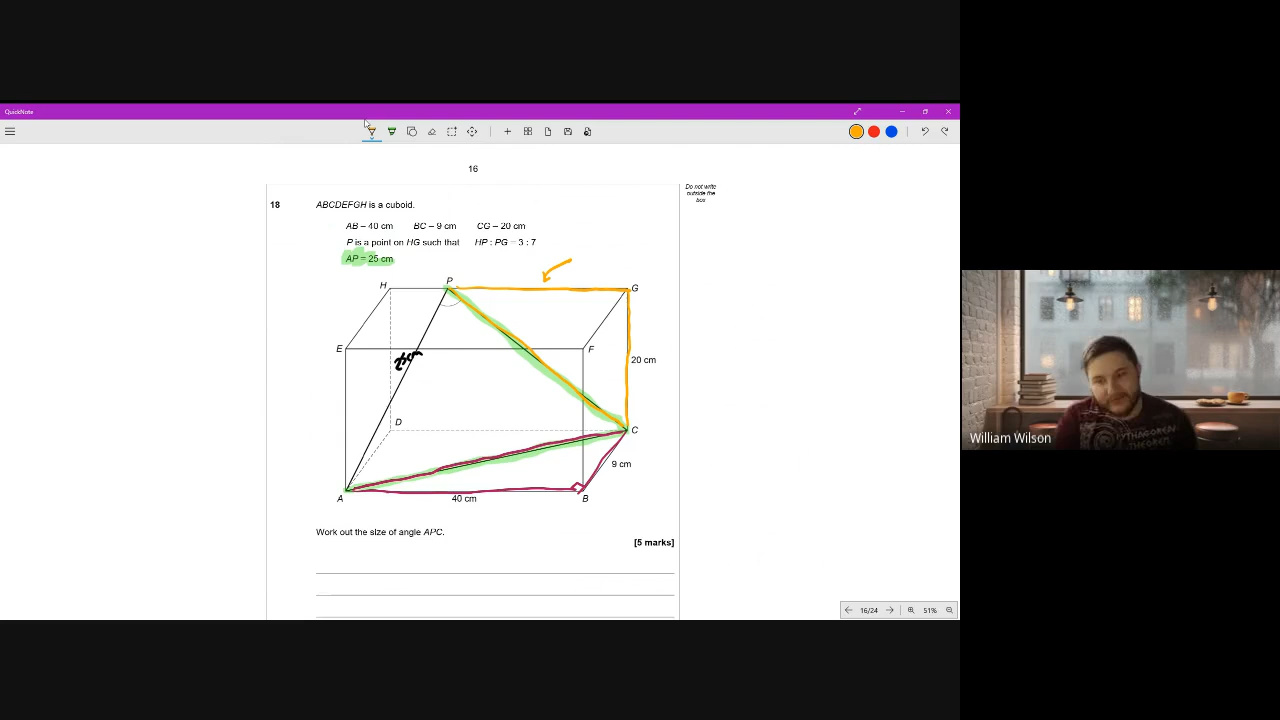 QuickNote
16
Do not write
outside the
box
18 ABCDEFGH is a cuboid.
AB = 40 cm BC = 9 cm CG = 20 cm
P is a point on HG such that HP : PG = 3 : 7
AP = 25 cm
H P G
E F
20 cm
D C
9 cm
A 40 cm B
Work out the size of angle APC.
[5 marks]
16/24 51%
William Wilson
PYTHAGOREAN
THEOREM